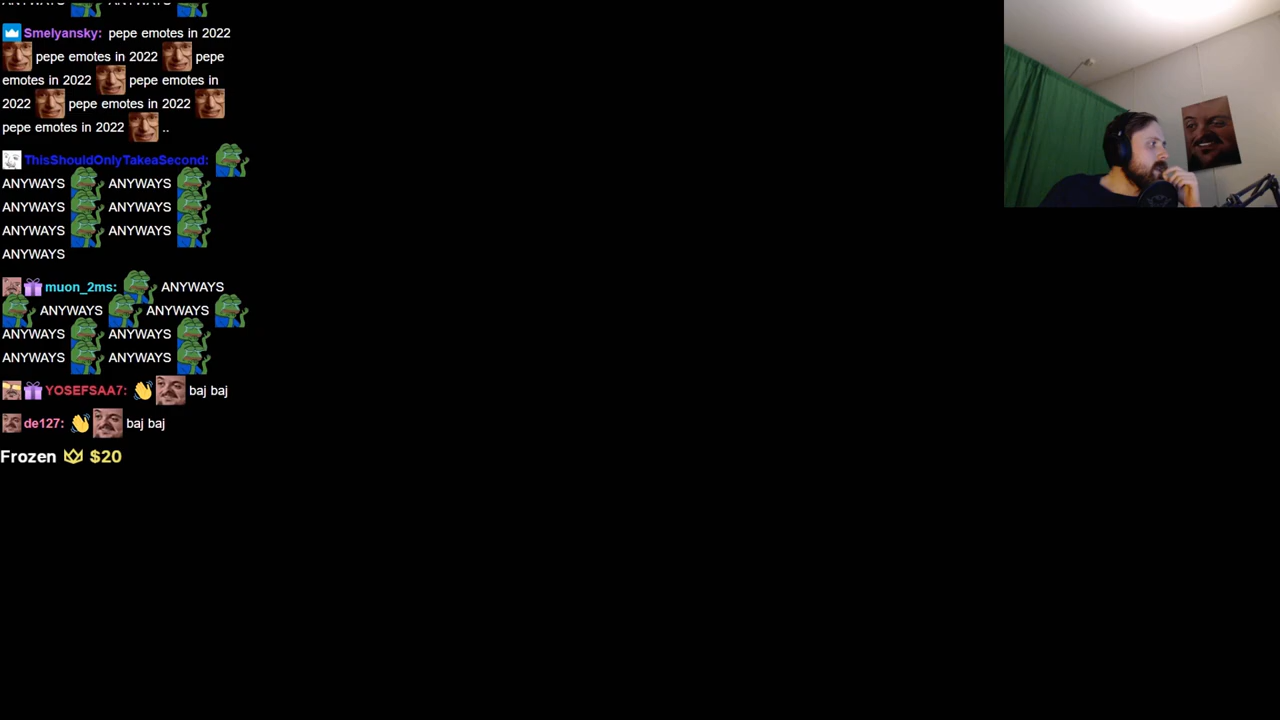 Smelyansky: pepe emotes in 2022
pepe emotes in 2022 pepe
emotes in 2022 pepe emotes in
2022 pepe emotes in 2022
pepe emotes in 2022 ..
ThisShouldOnlyTakeaSecond:
ANYWAYS ANYWAYS
ANYWAYS ANYWAYS
ANYWAYS ANYWAYS
ANYWAYS
muon_2ms: ANYWAYS
ANYWAYS ANYWAYS
ANYWAYS ANYWAYS
ANYWAYS ANYWAYS
YOSEFSAA7: 👋 baj baj
de127: 👋 baj baj
Frozen $20